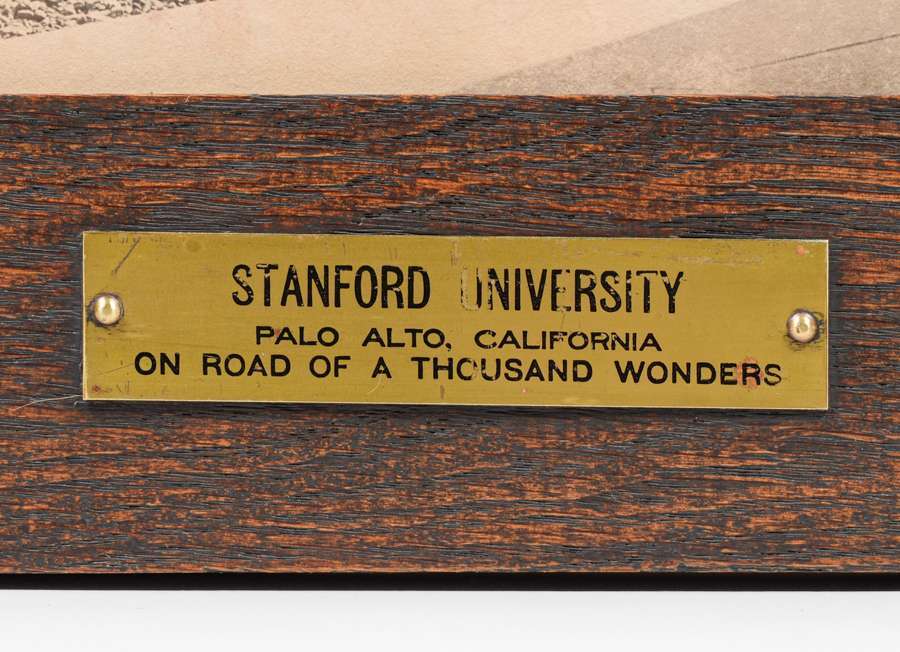 STANFORD UNIVERSITY
PALO ALTO, CALIFORNIA
ON ROAD OF A THOUSAND WONDERS